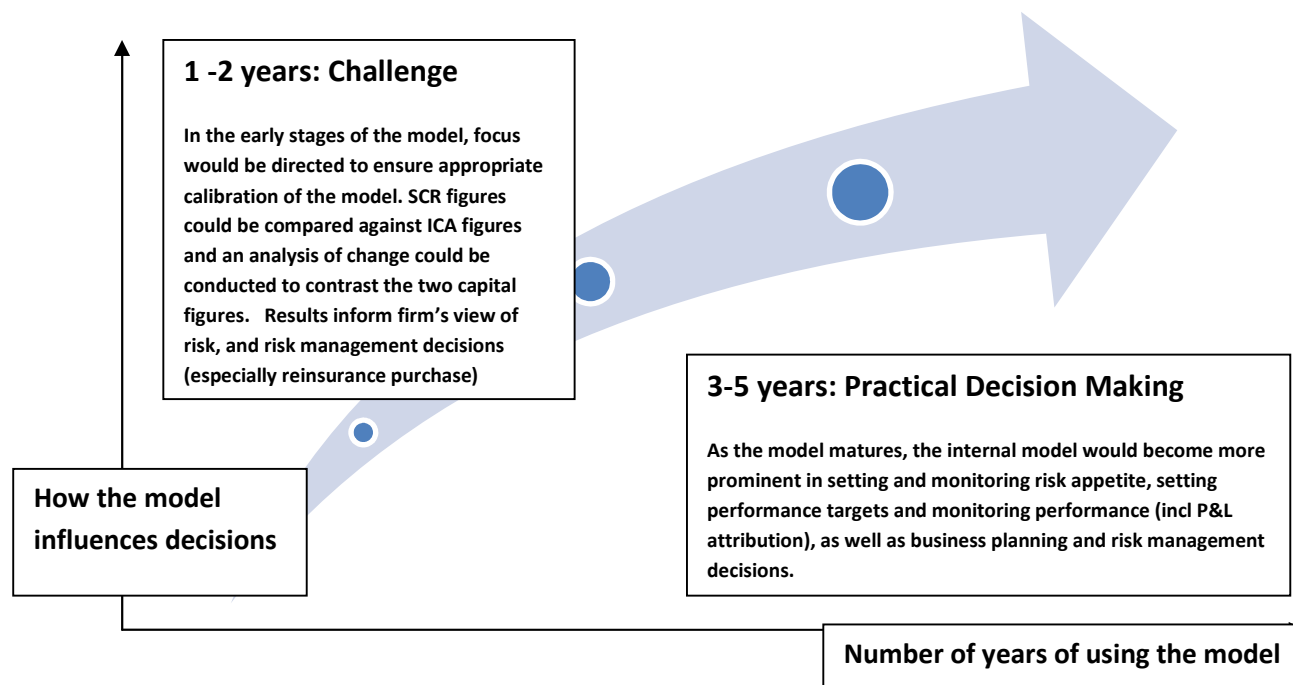 1 -2 years: Challenge
In the early stages of the model, focus
would be directed to ensure appropriate
calibration of the model. SCR figures
could be compared against ICA figures
and an analysis of change could be
conducted to contrast the two capital
figures.   Results inform firm’s view of
risk, and risk management decisions
(especially reinsurance purchase)
3-5 years: Practical Decision Making
As the model matures, the internal model would become more
prominent in setting and monitoring risk appetite, setting
performance targets and monitoring performance (incl P&L
attribution), as well as business planning and risk management
decisions.
How the model
influences decisions
Number of years of using the model